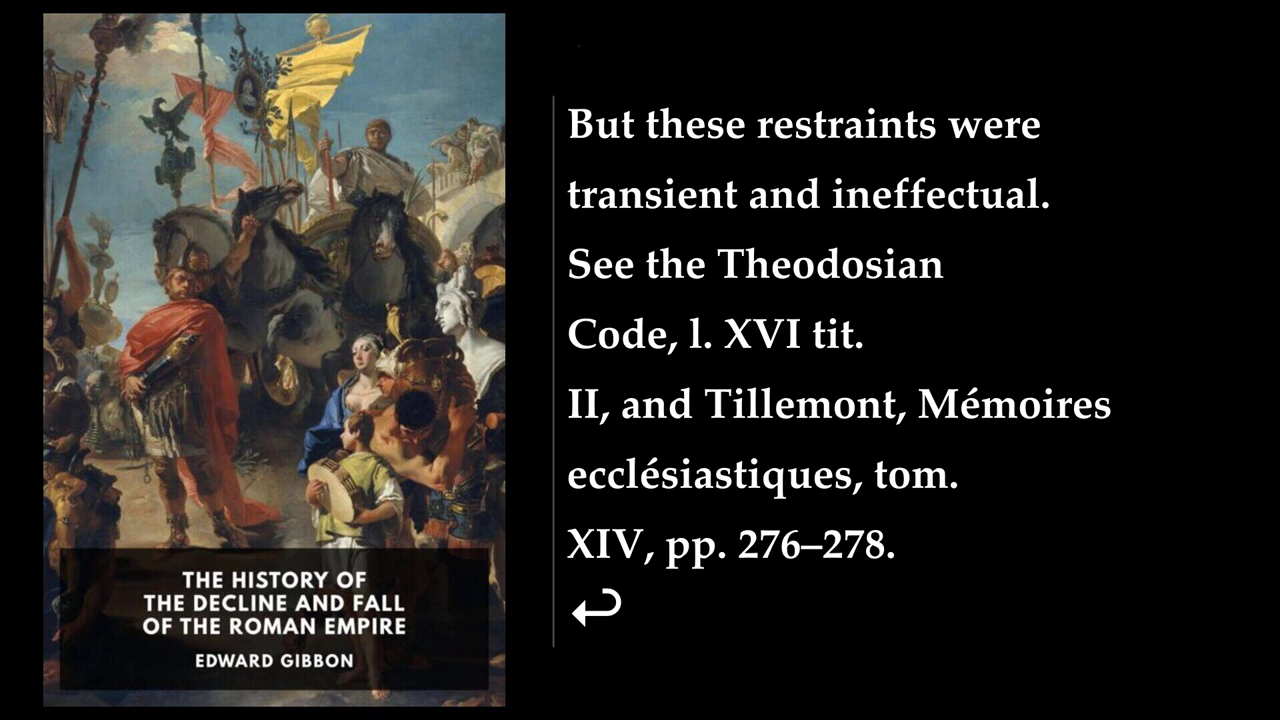 THE HISTORY OF
THE DECLINE AND FALL
OF THE ROMAN EMPIRE
EDWARD GIBBON
But these restraints were
transient and ineffectual.
See the Theodosian
Code, l. XVI tit.
II, and Tillemont, Mémoires
ecclésiastiques, tom.
XIV, pp. 276–278.
↩